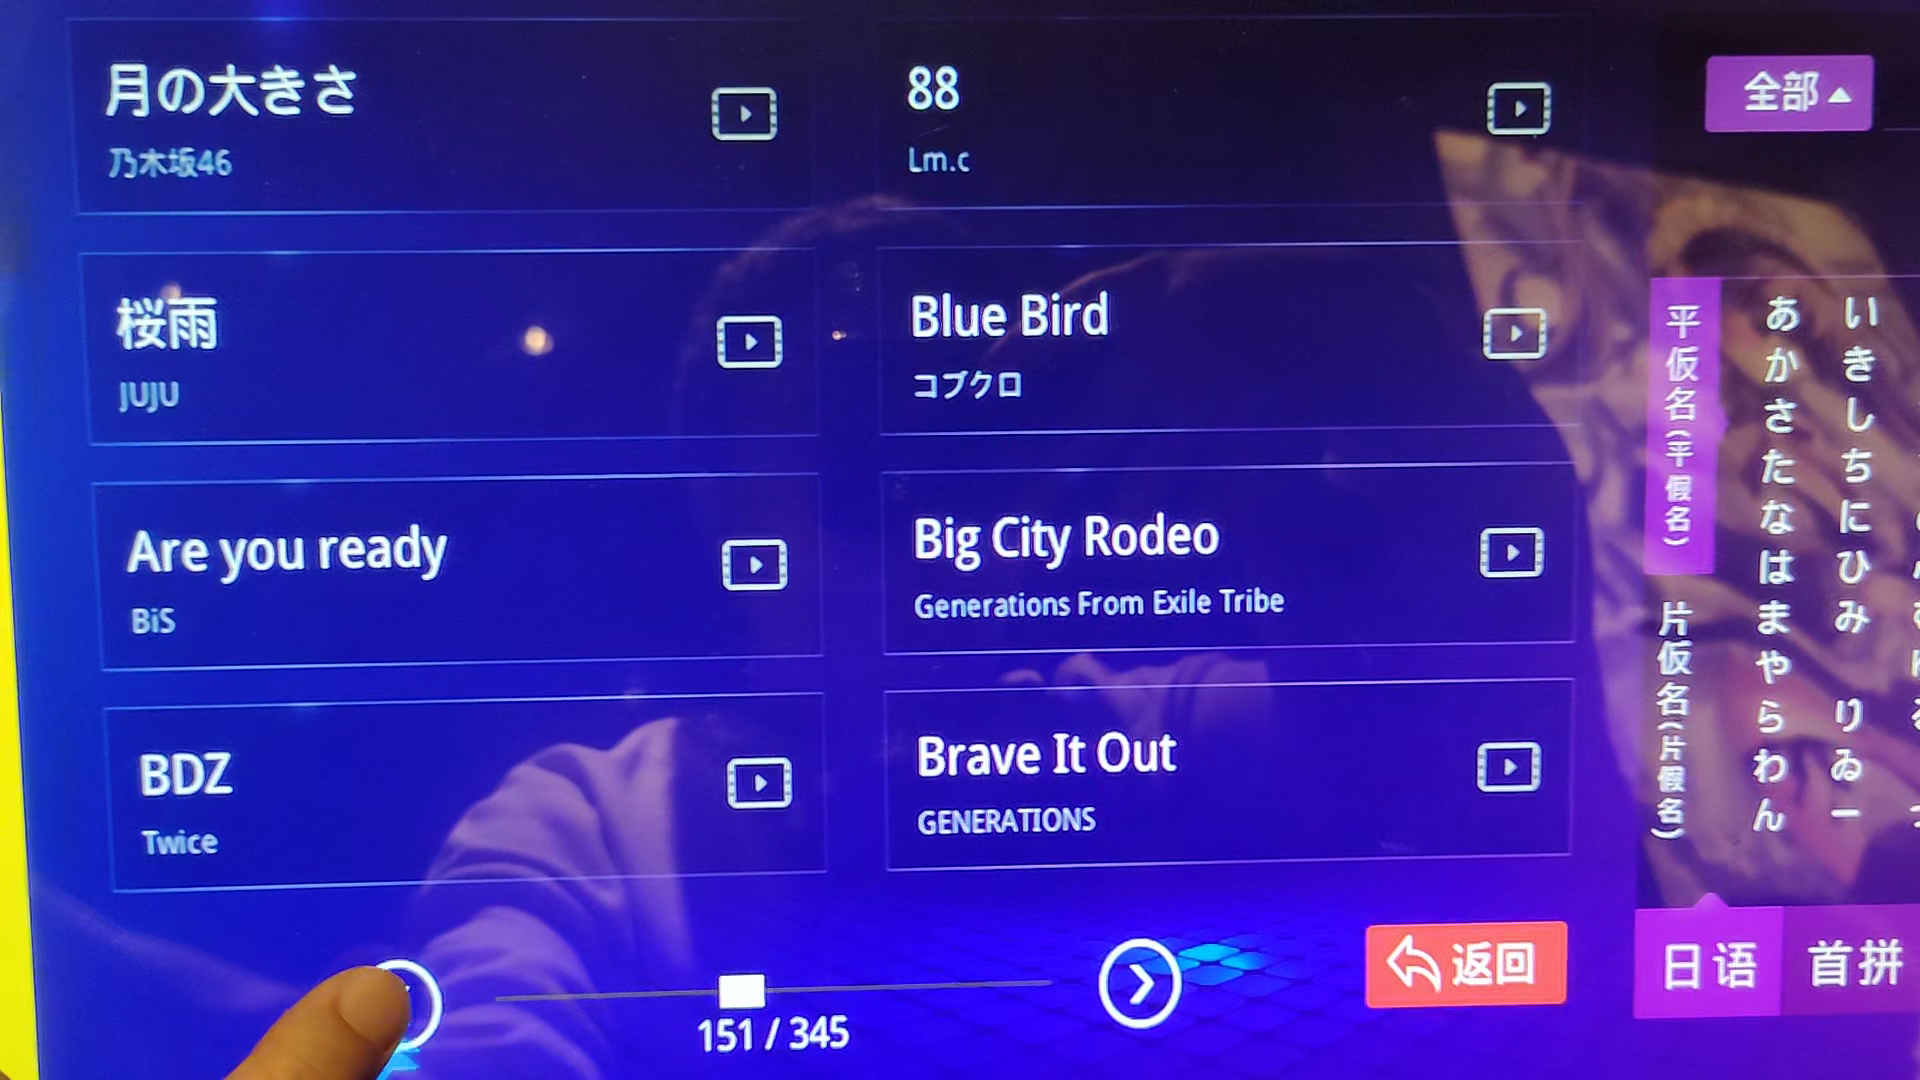 月の大きさ
乃木坂46
88
Lm.c
桜雨
JUJU
Blue Bird
コブクロ
Are you ready
BiS
Big City Rodeo
Generations From Exile Tribe
BDZ
Twice
Brave It Out
GENERATIONS
151 / 345
返回
全部
平仮名(平假名)
片仮名(片假名)
あかさたなはまやらわん
いきしちにひみ りゐー
日语
首拼